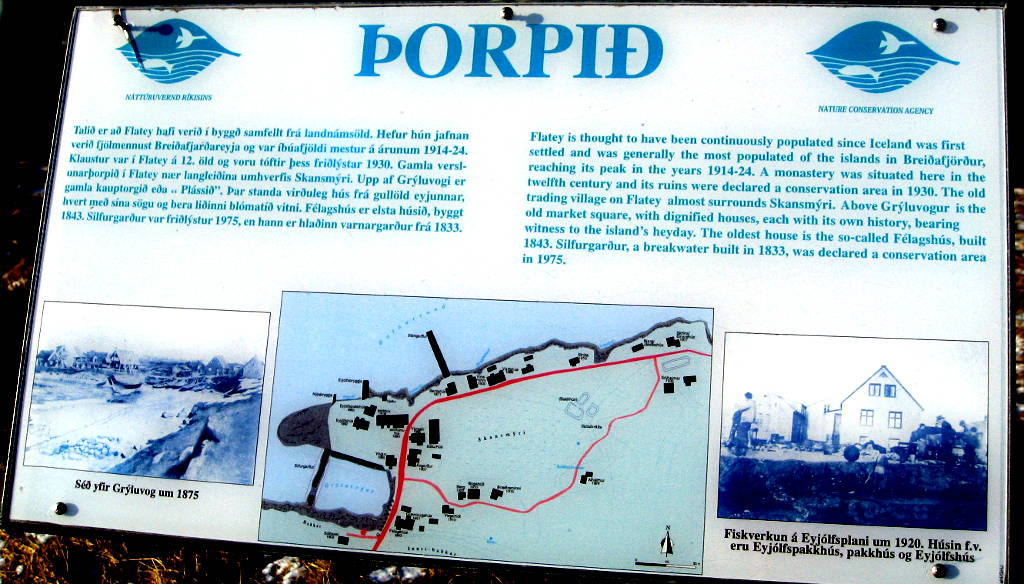 ÞORPIÐ
NÁTTÚRUVERND RÍKISINS
NATURE CONSERVATION AGENCY
Talið er að Flatey hafi verið í byggð samfellt frá landnámsöld. Hefur hún jafnan
verið fjölmennust Breiðafjarðareyja og var íbúafjöldi mestur á árunum 1914-24.
Klaustur var í Flatey á 12. öld og voru tóftir þess friðlýstar 1930. Gamla versl-
unarþorpið í Flatey nær langleiðina umhverfis Skansmýri. Upp af Grýluvogi er
gamla kauptorgið eða „ Plássið”. Þar standa virðuleg hús frá gullöld eyjunnar,
hvert með sína sögu og bera liðinni blómatíð vitni. Félagshús er elsta húsið, byggt
1843. Silfurgarður var friðlýstur 1975, en hann er hlaðinn varnargarður frá 1833.
Flatey is thought to have been continuously populated since Iceland was first
settled and was generally the most populated of the islands in Breiðafjörður,
reaching its peak in the years 1914-24. A monastery was situated here in the
twelfth century and its ruins were declared a conservation area in 1930. The old
trading village on Flatey almost surrounds Skansmýri. Above Grýluvogur is the
old market square, with dignified houses, each with its own history, bearing
witness to the island's heyday. The oldest house is the so-called Félagshús, built
1843. Silfurgarður, a breakwater built in 1833, was declared a conservation area
in 1975.
Séð yfir Grýluvog um 1875
Skansmýri
Grýluvogur
Silfurgarður
Bakkar
N
Fiskverkun á Eyjólfsplani um 1920. Húsin f.v.
eru Eyjólfspakkhús, pakkhús og Eyjólfshús